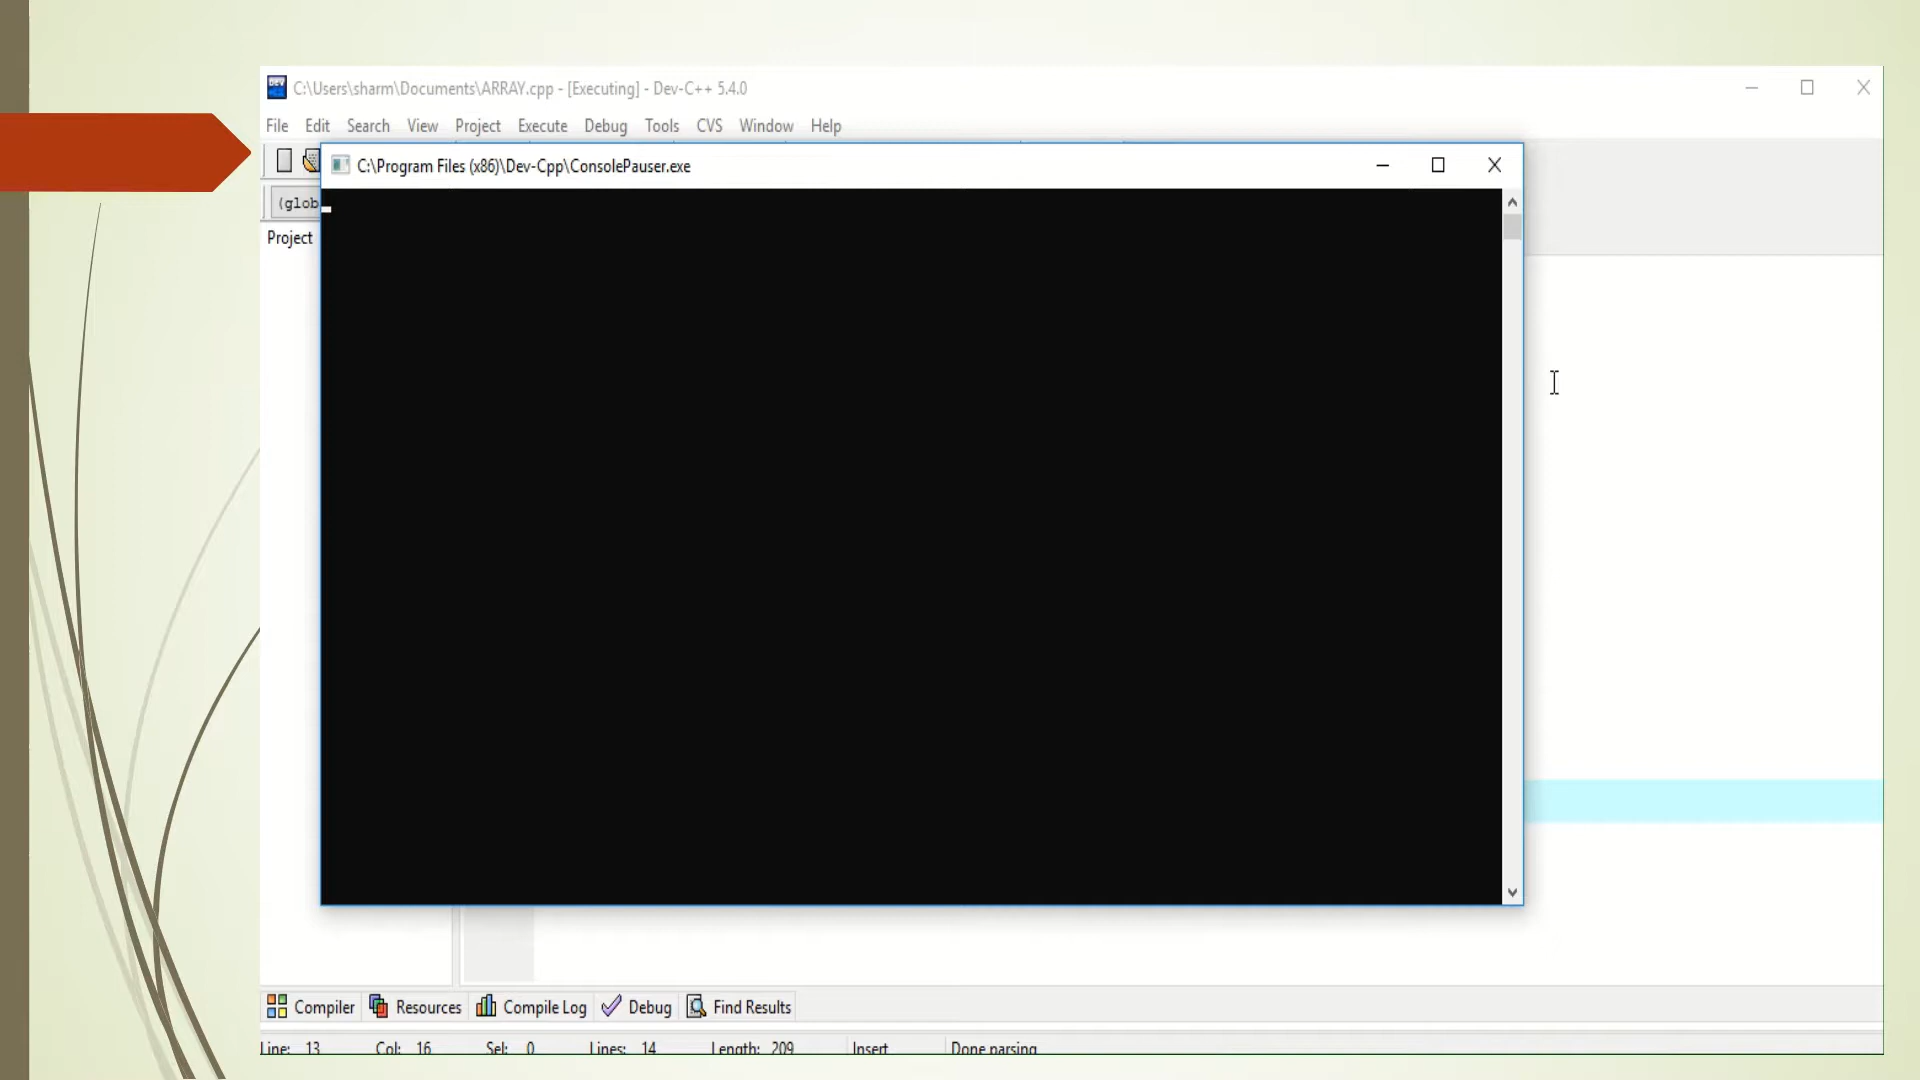 C:\Users\sharm\Documents\ARRAY.cpp - [Executing] - Dev-C++ 5.4.0
File Edit Search View Project Execute Debug Tools CVS Window Help
C:\Program Files (x86)\Dev-Cpp\ConsolePauser.exe
(glob
Project
Compiler Resources Compile Log Debug Find Results
Line: 13 Col: 16 Sel: 0 Lines: 14 Length: 209 Insert Done parsing